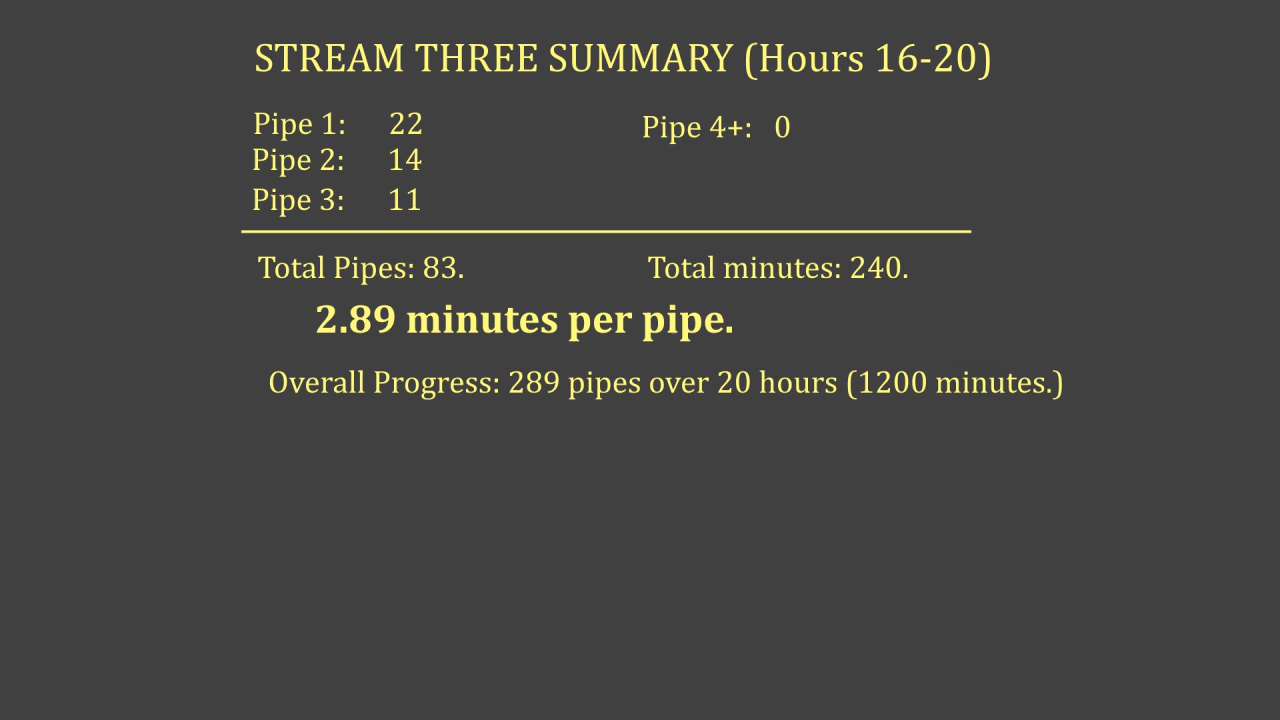 STREAM THREE SUMMARY (Hours 16-20)
Pipe 1: 22
Pipe 4+: 0
Pipe 2: 14
Pipe 3: 11
Total Pipes: 83.
Total minutes: 240.
2.89 minutes per pipe.
Overall Progress: 289 pipes over 20 hours (1200 minutes.)